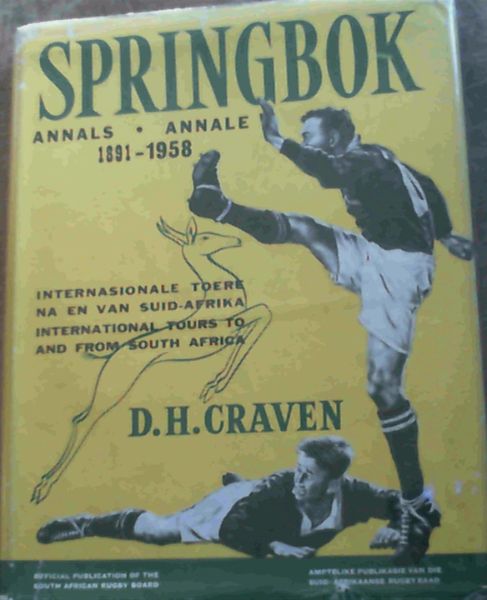 SPRINGBOK
ANNALS • ANNALE
1891-1958
INTERNASIONALE TOERE
NA EN VAN SUID-AFRIKA
INTERNATIONAL TOURS TO
AND FROM SOUTH AFRICA
D.H. CRAVEN
OFFICIAL PUBLICATION OF THE
SOUTH AFRICAN RUGBY BOARD
AMPTELIKE PUBLIKASIE VAN DIE
SUID-AFRIKAANSE RUGBY RAAD